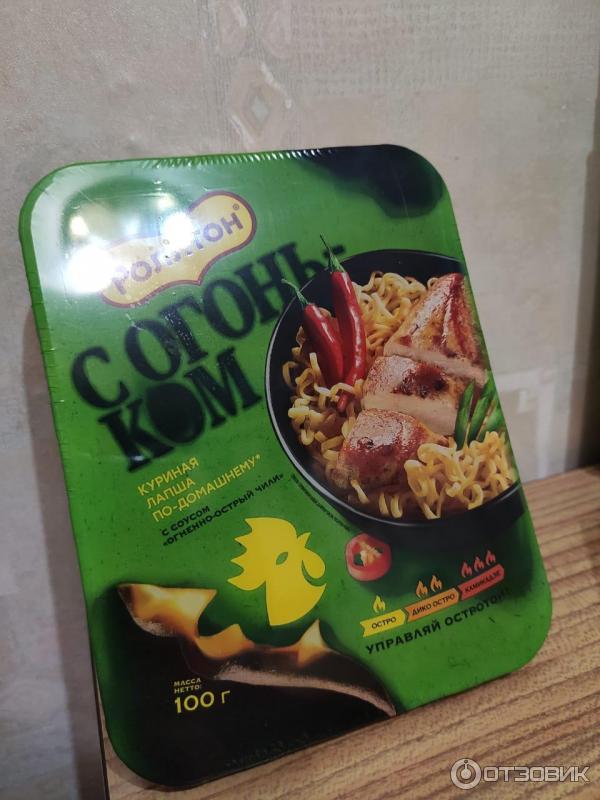 РОЛЛТОН®
С ОГОНЬ-
КОМ
КУРИНАЯ
ЛАПША
ПО-ДОМАШНЕМУ*
С СОУСОМ
«ОГНЕННО-ОСТРЫЙ ЧИЛИ»
ОСТРО
ДИКО ОСТРО
КАМИКАДЗЕ
УПРАВЛЯЙ ОСТРОТОЙ!
МАССА
НЕТТО:
100 г
ОТЗОВИК